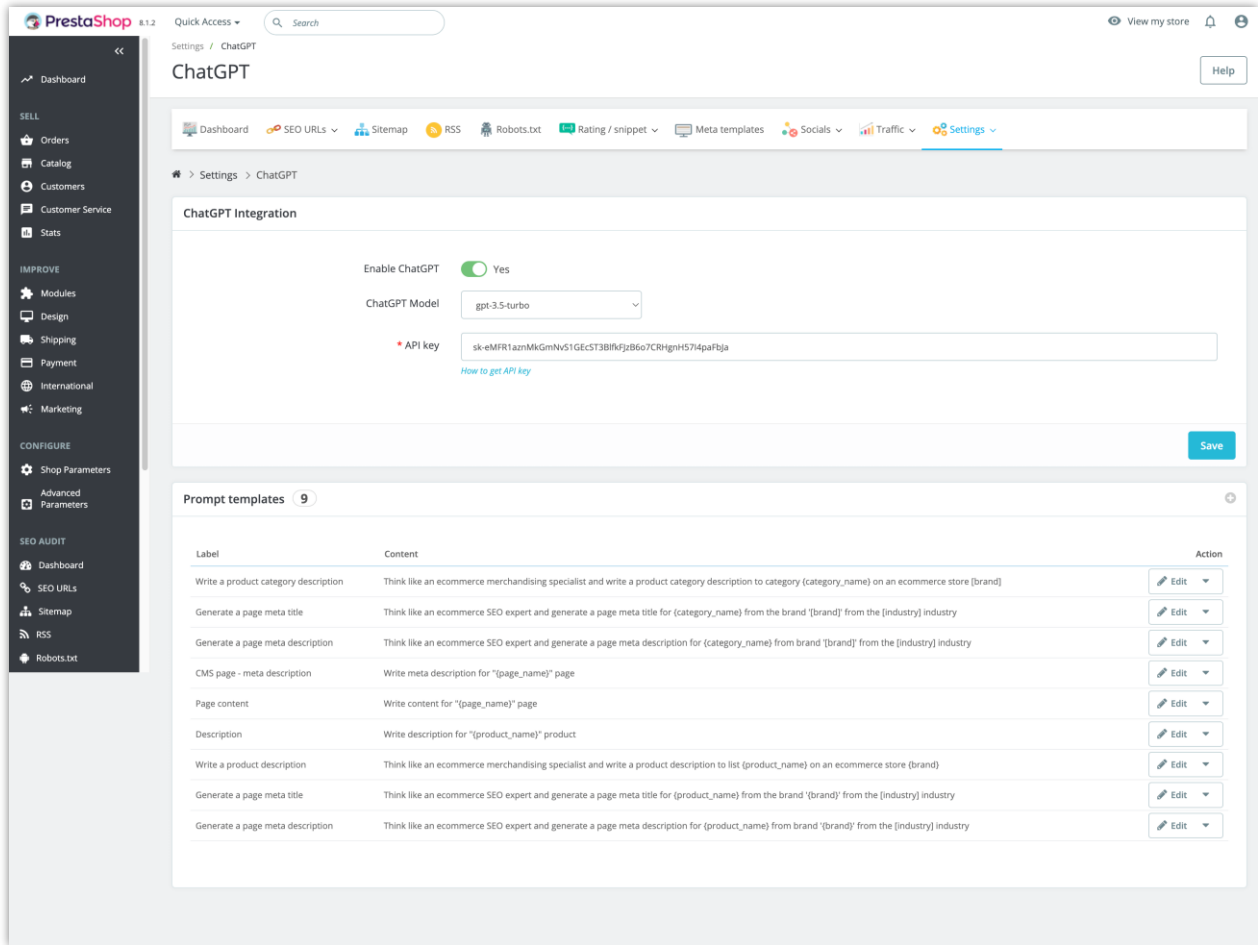 PrestaShop 8.1.2 Quick Access Search View my store
Settings / ChatGPT
ChatGPT
Help
Dashboard
SELL
Orders
Catalog
Customers
Customer Service
Stats
IMPROVE
Modules
Design
Shipping
Payment
International
Marketing
CONFIGURE
Shop Parameters
Advanced
Parameters
SEO AUDIT
Dashboard
SEO URLs
Sitemap
RSS
Robots.txt
Dashboard SEO URLs Sitemap RSS Robots.txt Rating / snippet Meta templates Socials Traffic Settings
> Settings > ChatGPT
ChatGPT Integration
Enable ChatGPT Yes
ChatGPT Model gpt-3.5-turbo
* API key
How to get API key
Save
Prompt templates 9
Label Content Action
Write a product category description Think like an ecommerce merchandising specialist and write a product category description to category {category_name} on an ecommerce store [brand] Edit
Generate a page meta title Think like an ecommerce SEO expert and generate a page meta title for {category_name} from the brand '[brand]' from the [industry] industry Edit
Generate a page meta description Think like an ecommerce SEO expert and generate a page meta description for {category_name} from brand '[brand]' from the [industry] industry Edit
CMS page - meta description Write meta description for "{page_name}" page Edit
Page content Write content for "{page_name}" page Edit
Description Write description for "{product_name}" product Edit
Write a product description Think like an ecommerce merchandising specialist and write a product description to list {product_name} on an ecommerce store {brand} Edit
Generate a page meta title Think like an ecommerce SEO expert and generate a page meta title for {product_name} from the brand '{brand}' from the [industry] industry Edit
Generate a page meta description Think like an ecommerce SEO expert and generate a page meta description for {product_name} from brand '{brand}' from the [industry] industry Edit